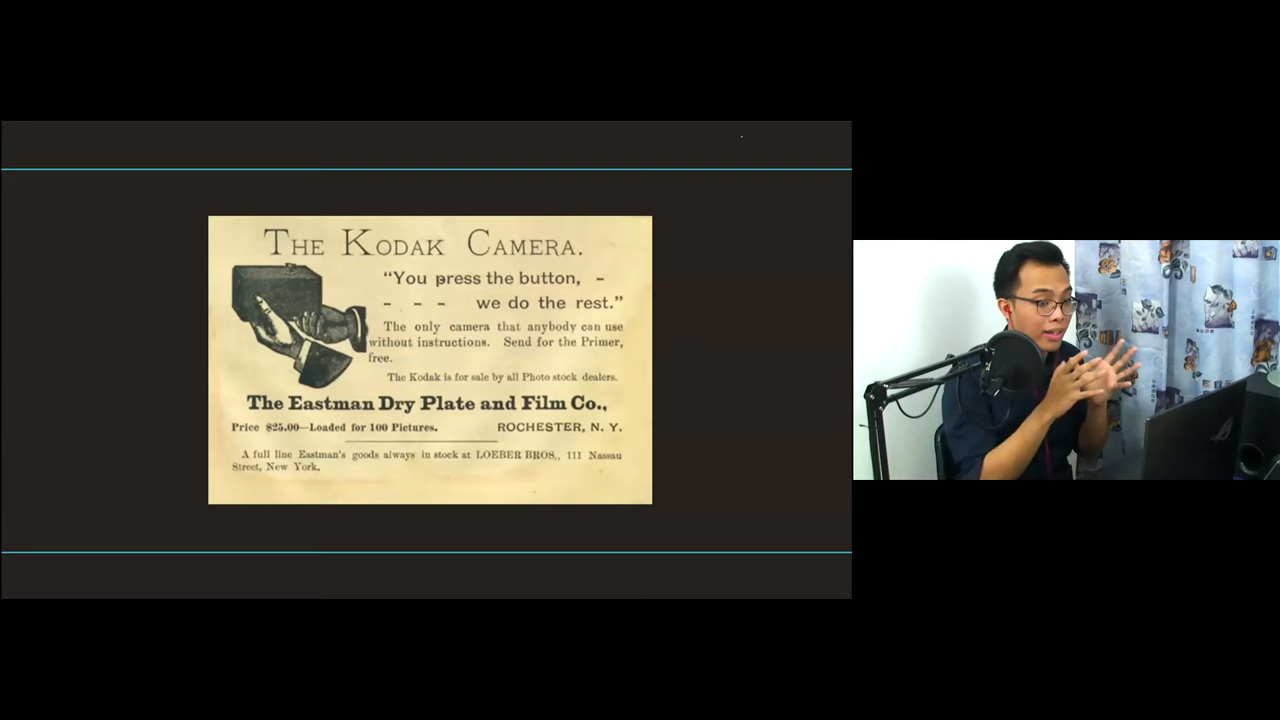 THE KODAK CAMERA.
“You press the button, -
- - - we do the rest.”
The only camera that anybody can use
without instructions. Send for the Primer,
free.
The Kodak is for sale by all Photo stock dealers.
The Eastman Dry Plate and Film Co.,
Price $25.00—Loaded for 100 Pictures. ROCHESTER, N. Y.
A full line Eastman's goods always in stock at LOEBER BROS., 111 Nassau
Street, New York.